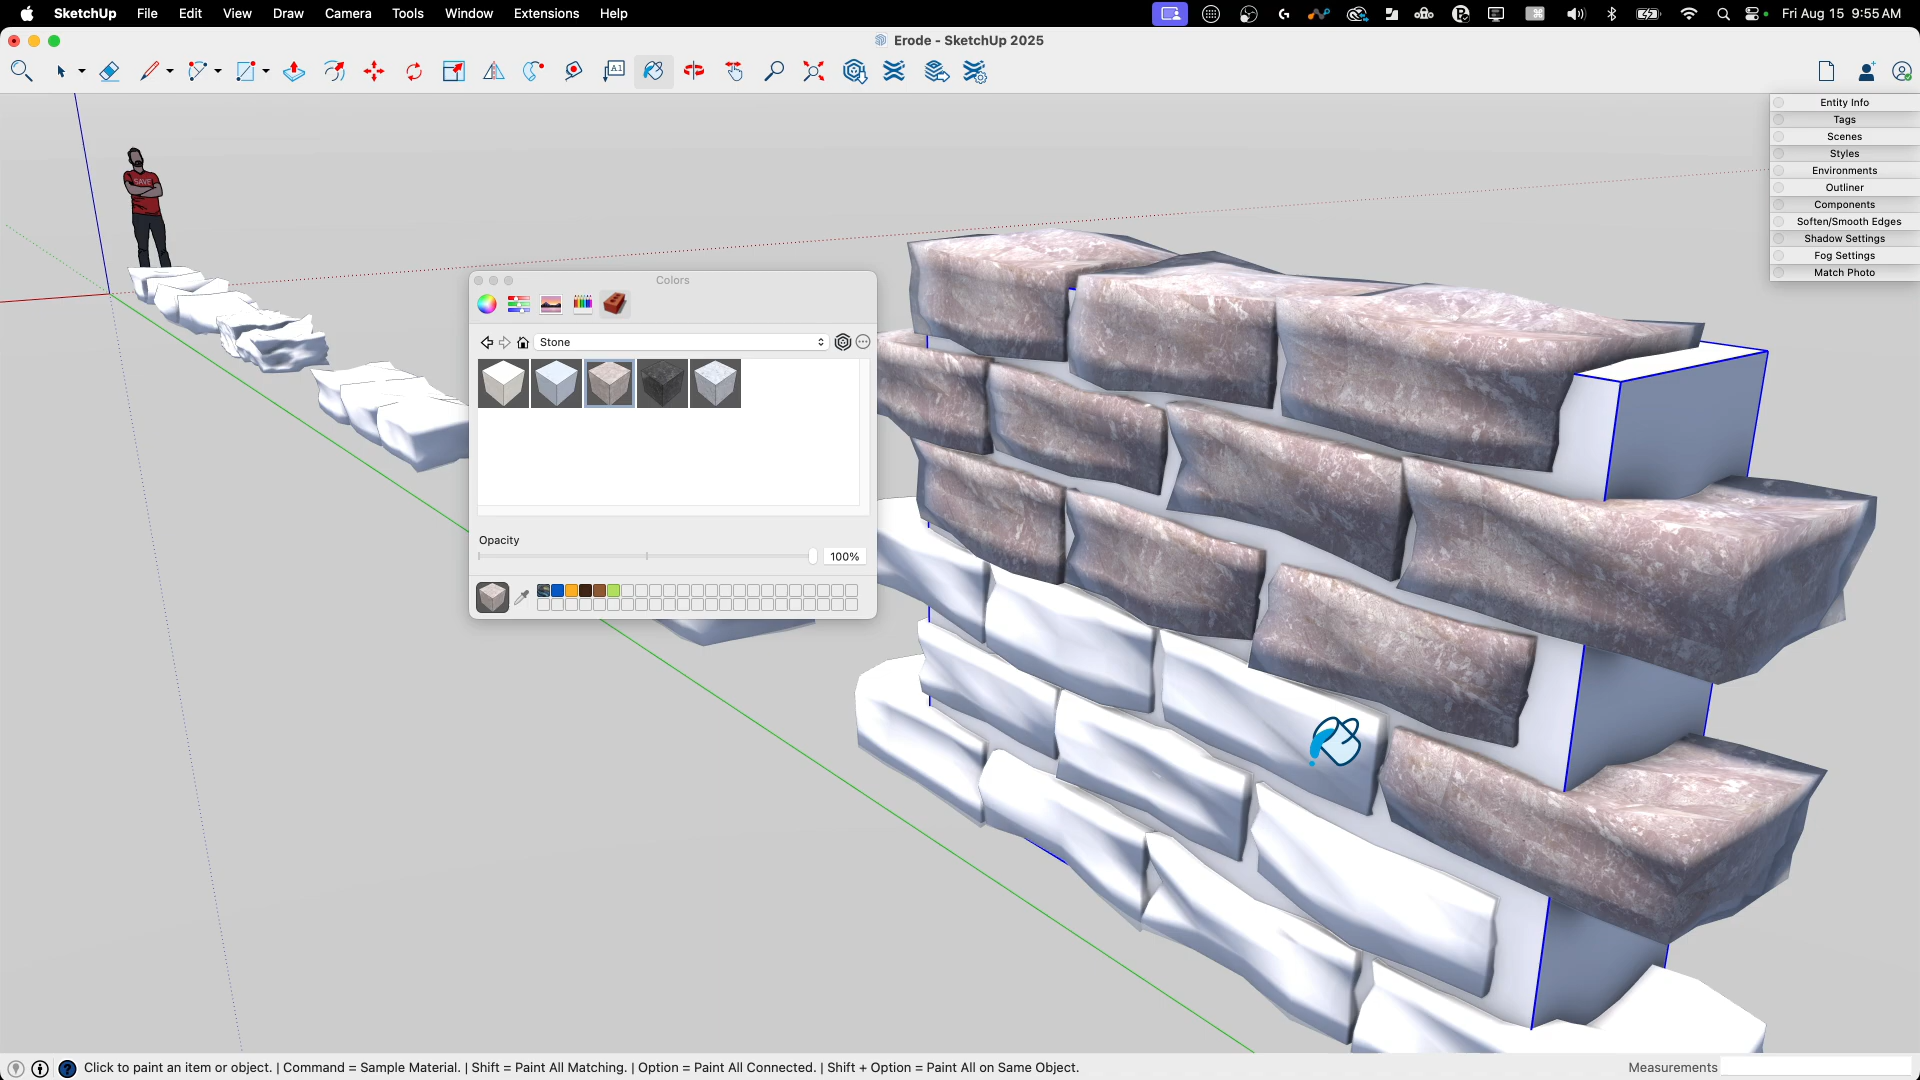 SketchUp File Edit View Draw Camera Tools Window Extensions Help Fri Aug 15 9:55 AM
Erode - SketchUp 2025
A1
Entity Info
Tags
Scenes
Styles
Environments
Outliner
Components
Soften/Smooth Edges
Shadow Settings
Fog Settings
Match Photo
SAVE
Colors
Stone
Opacity
100%
Click to paint an item or object. | Command = Sample Material. | Shift = Paint All Matching. | Option = Paint All Connected. | Shift + Option = Paint All on Same Object.
Measurements